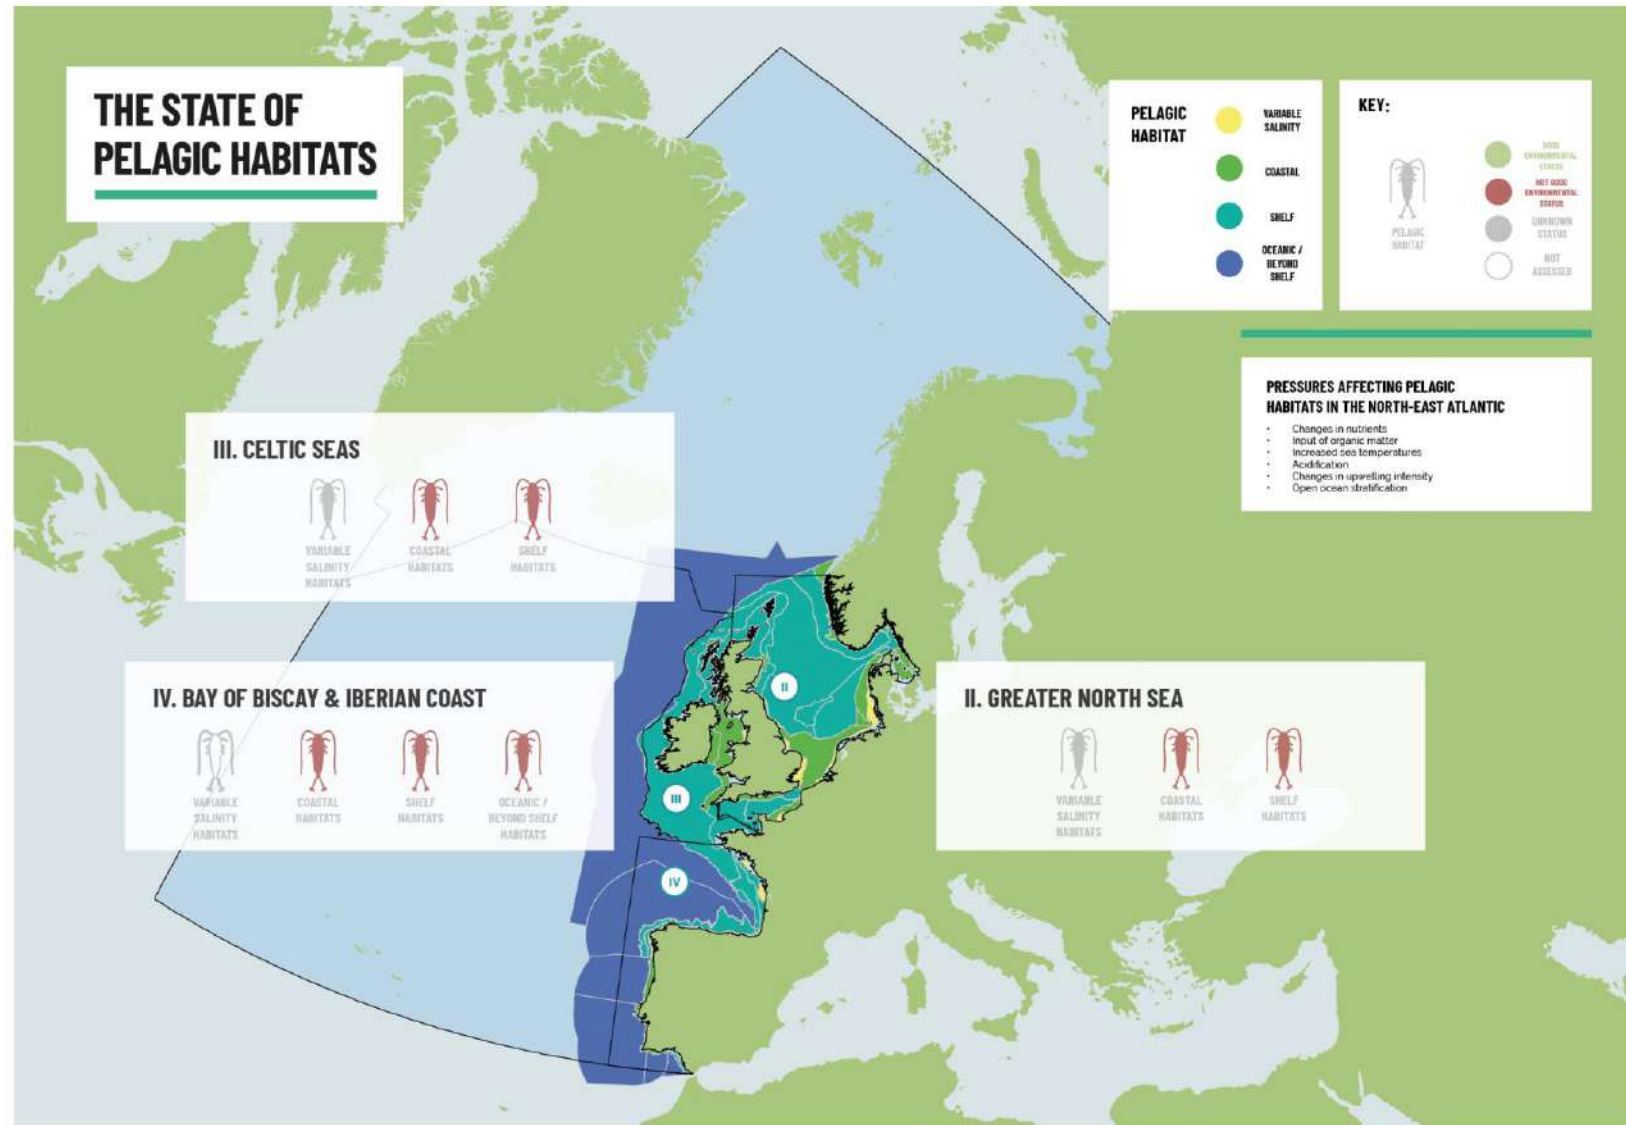 THE STATE OF
PELAGIC HABITATS
PELAGIC
HABITAT
VARIABLE
SALINITY
COASTAL
SHELF
OCEANIC /
BEYOND
SHELF
KEY:
PELAGIC
HABITAT
GOOD
ENVIRONMENTAL
STATUS
NOT GOOD
ENVIRONMENTAL
STATUS
UNKNOWN
STATUS
NOT
ASSESSED
PRESSURES AFFECTING PELAGIC
HABITATS IN THE NORTH-EAST ATLANTIC
• Changes in nutrients
• Input of organic matter
• Increased sea temperatures
• Acidification
• Changes in upwelling intensity
• Open ocean stratification
III. CELTIC SEAS
VARIABLE
SALINITY
HABITATS
COASTAL
HABITATS
SHELF
HABITATS
IV. BAY OF BISCAY & IBERIAN COAST
VARIABLE
SALINITY
HABITATS
COASTAL
HABITATS
SHELF
HABITATS
OCEANIC /
BEYOND SHELF
HABITATS
II. GREATER NORTH SEA
VARIABLE
SALINITY
HABITATS
COASTAL
HABITATS
SHELF
HABITATS
II
III
IV